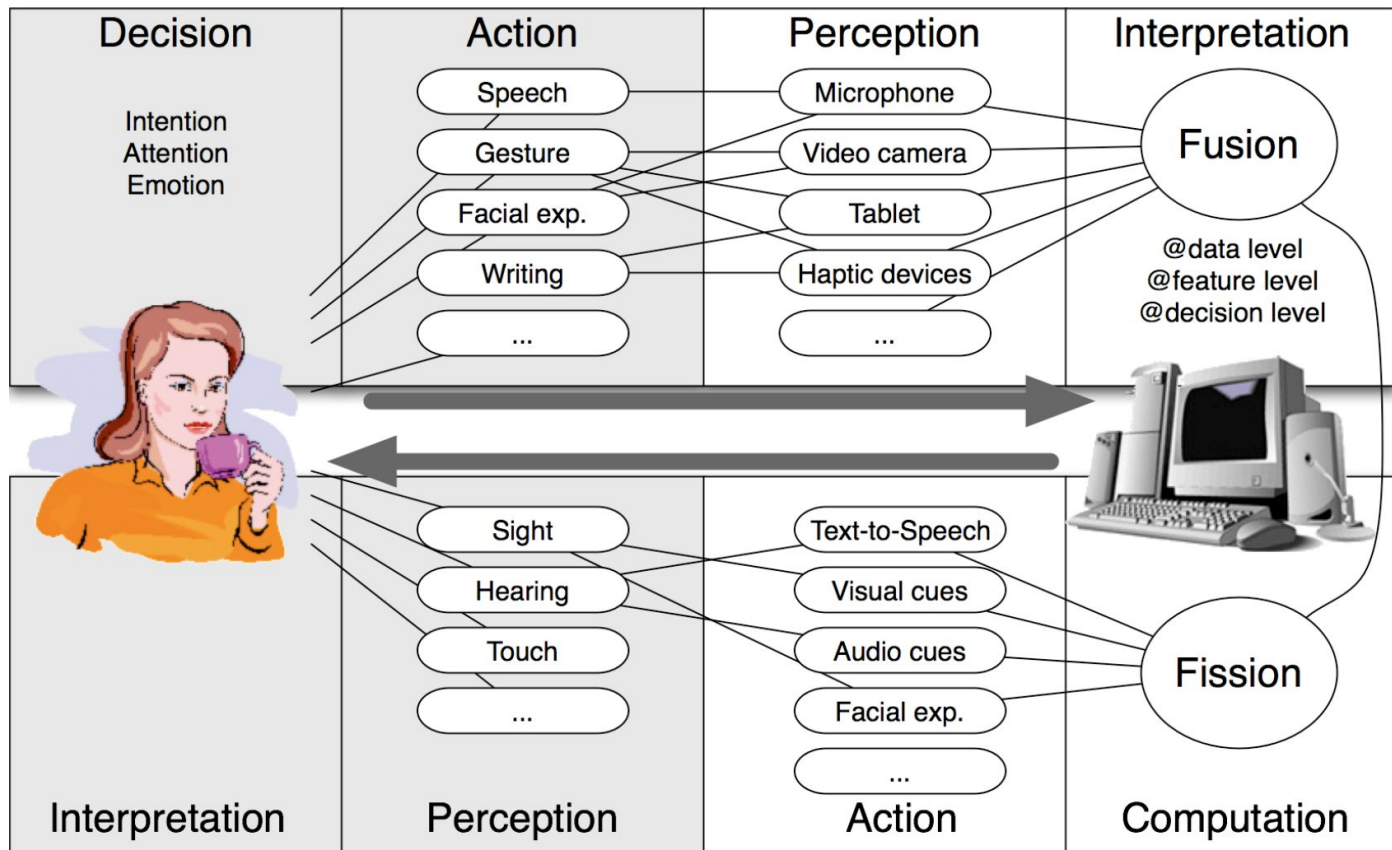 Decision
Action
Perception
Interpretation
Intention
Attention
Emotion
Speech
Gesture
Facial exp.
Writing
...
Microphone
Video camera
Tablet
Haptic devices
...
Fusion
@data level
@feature level
@decision level
Sight
Hearing
Touch
...
Text-to-Speech
Visual cues
Audio cues
Facial exp.
...
Fission
Interpretation
Perception
Action
Computation